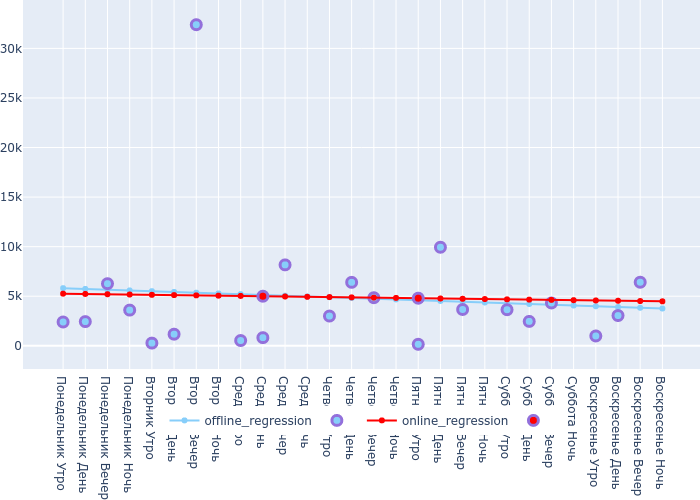 30k
25k
20k
15k
10k
5k
0
Понедельник Утро
Понедельник День
Понедельник Вечер
Понедельник Ночь
Вторник Утро
Втор День
Втор Вечер
Втор Ночь
Сред ро
Сред нь
Сред чер
Сред чь
Четв тро
Четв День
Четв Вечер
Четв Ночь
Пятн Утро
Пятн День
Пятн Вечер
Пятн Ночь
Субб Утро
Субб День
Субб Вечер
Суббота Ночь
Воскресенье Утро
Воскресенье День
Воскресенье Вечер
Воскресенье Ночь
offline_regression
online_regression